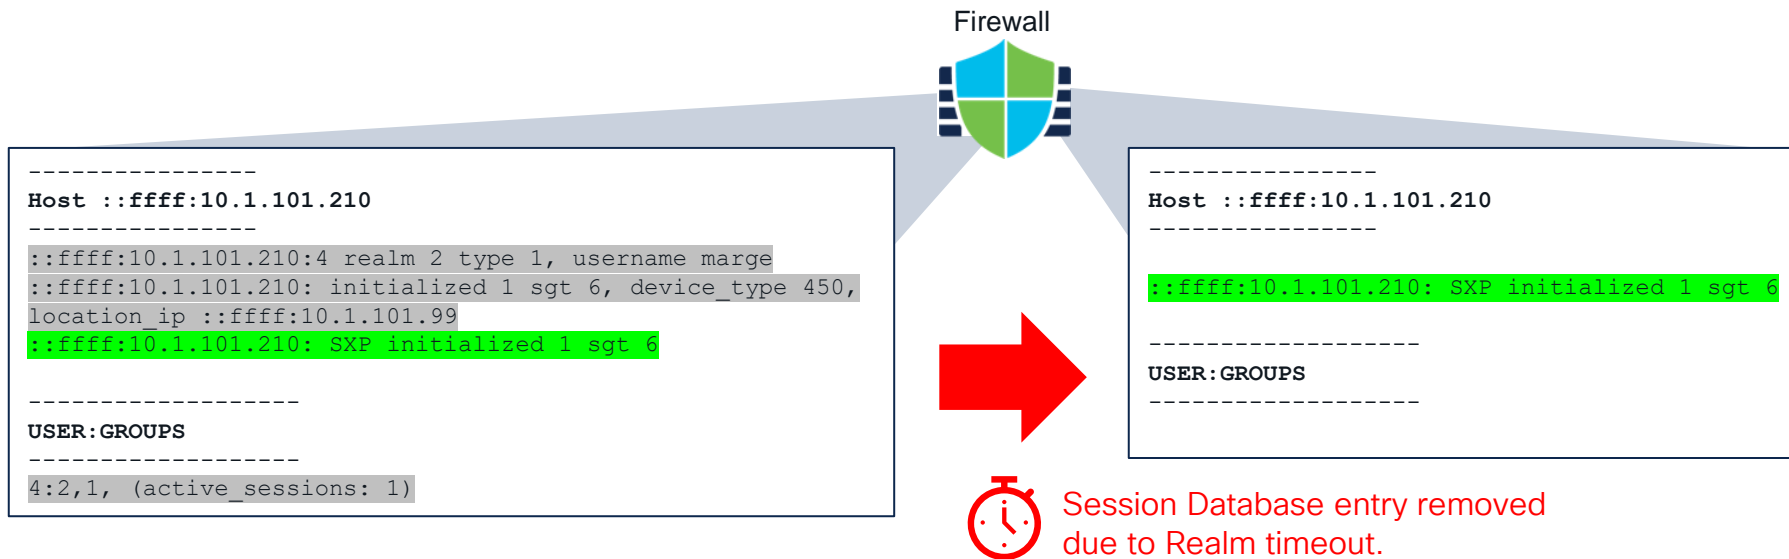 Firewall
----------------
Host ::ffff:10.1.101.210
----------------
::ffff:10.1.101.210:4 realm 2 type 1, username marge
::ffff:10.1.101.210: initialized 1 sgt 6, device_type 450,
location_ip ::ffff:10.1.101.99
::ffff:10.1.101.210: SXP initialized 1 sgt 6
-------------------
USER:GROUPS
-------------------
4:2,1, (active_sessions: 1)
----------------
Host ::ffff:10.1.101.210
----------------
::ffff:10.1.101.210: SXP initialized 1 sgt 6
-------------------
USER:GROUPS
-------------------
Session Database entry removed
due to Realm timeout.